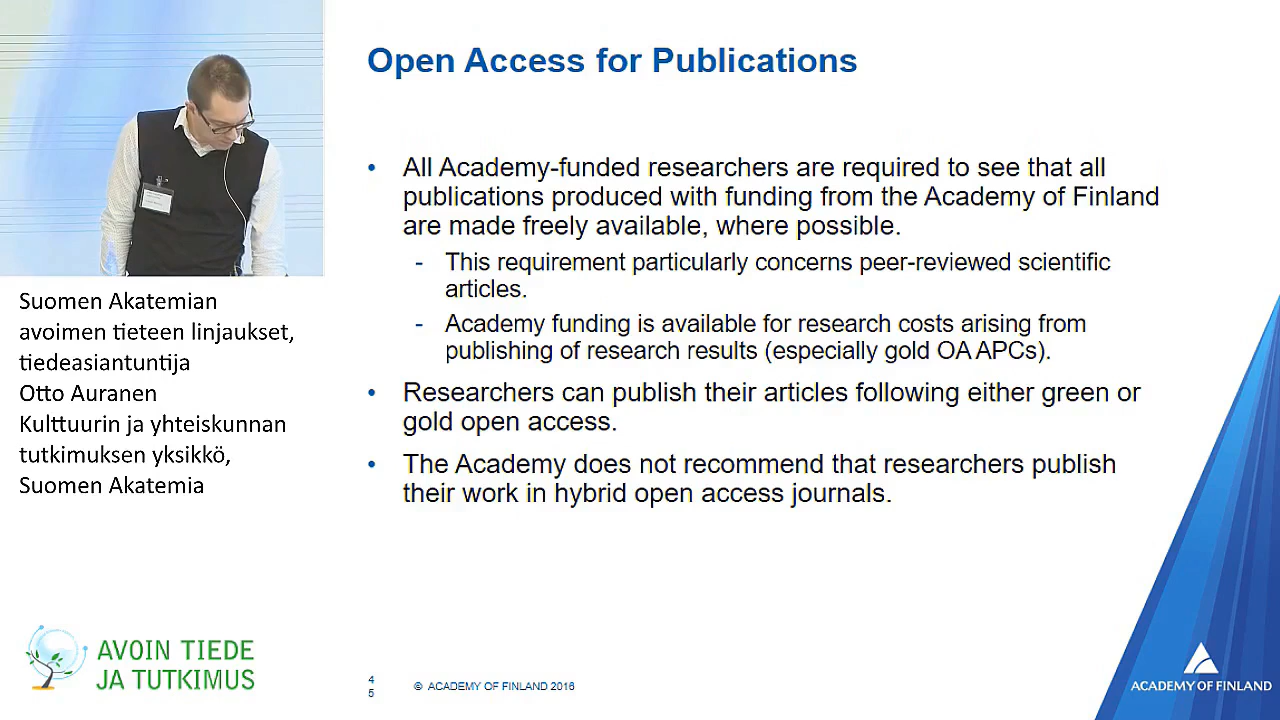 Open Access for Publications
• All Academy-funded researchers are required to see that all
publications produced with funding from the Academy of Finland
are made freely available, where possible.
- This requirement particularly concerns peer-reviewed scientific
articles.
- Academy funding is available for research costs arising from
publishing of research results (especially gold OA APCs).
• Researchers can publish their articles following either green or
gold open access.
• The Academy does not recommend that researchers publish
their work in hybrid open access journals.
Suomen Akatemian
avoimen tieteen linjaukset,
tiedeasiantuntija
Otto Auranen
Kulttuurin ja yhteiskunnan
tutkimuksen yksikkö,
Suomen Akatemia
AVOIN TIEDE
JA TUTKIMUS
4
5
© ACADEMY OF FINLAND 2016
ACADEMY OF FINLAND